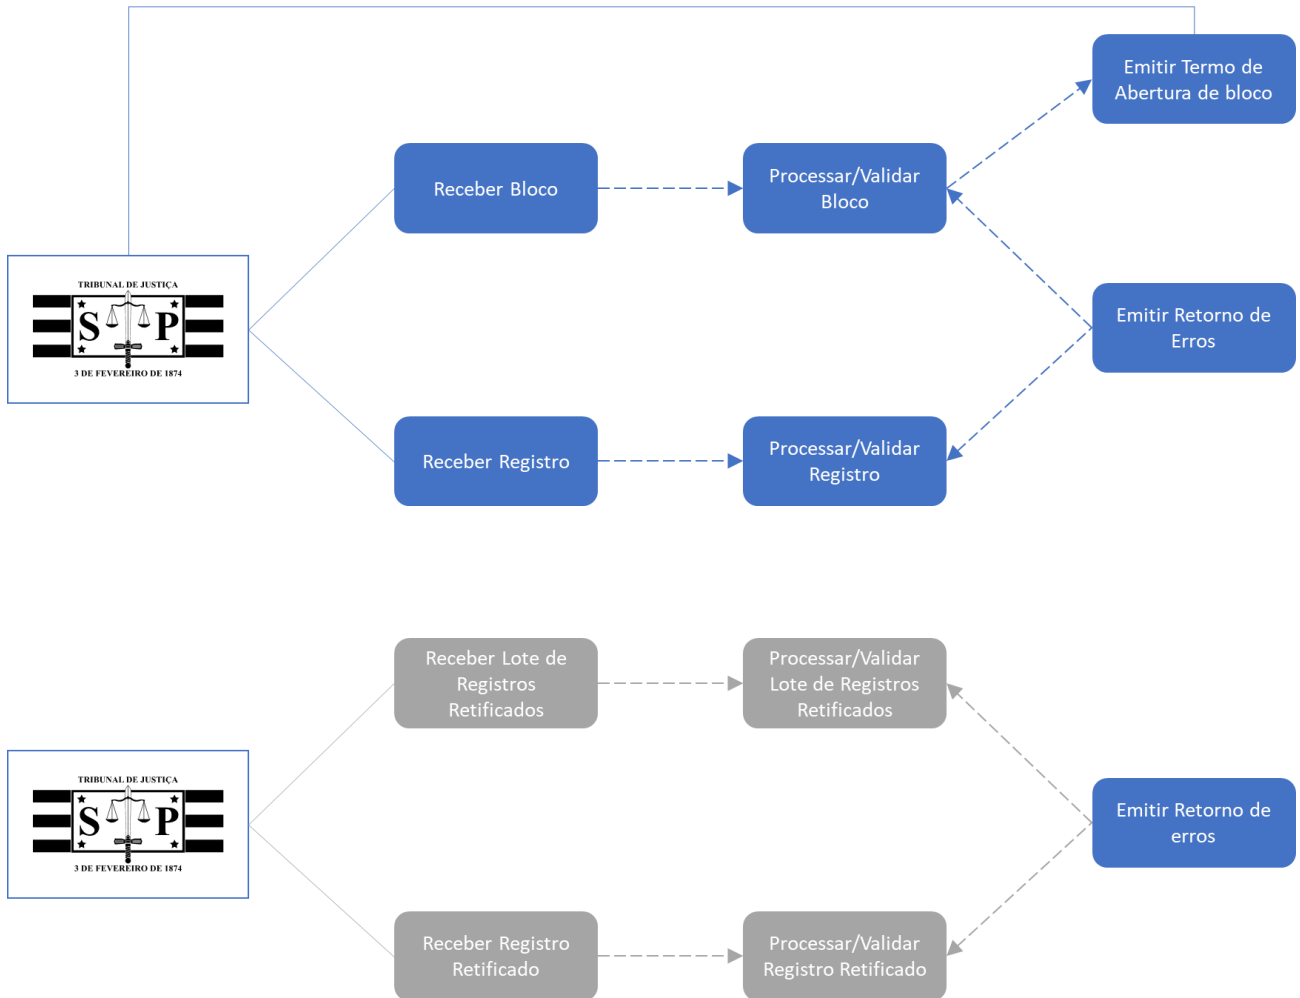 Emitir Termo de
Abertura de bloco
Receber Bloco
Processar/Validar
Bloco
TRIBUNAL DE JUSTIÇA
S P
3 DE FEVEREIRO DE 1874
Emitir Retorno de
Erros
Receber Registro
Processar/Validar
Registro
Receber Lote de
Registros
Retificados
Processar/Validar
Lote de Registros
Retificados
TRIBUNAL DE JUSTIÇA
S P
3 DE FEVEREIRO DE 1874
Emitir Retorno de
erros
Receber Registro
Retificado
Processar/Validar
Registro Retificado